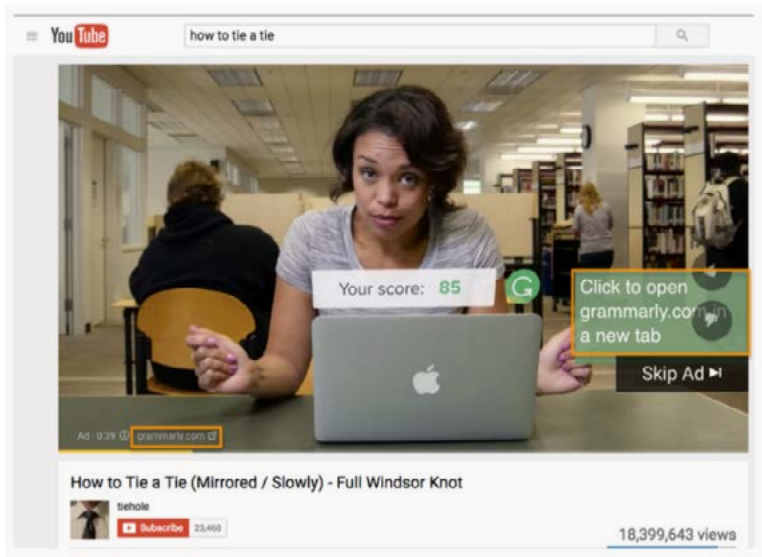 You Tube
how to tie a tie
Your score: 85
G
Click to open
grammarly.com in
a new tab
Skip Ad
Ad · 0:39 grammarly.com
How to Tie a Tie (Mirrored / Slowly) - Full Windsor Knot
tiehole
Subscribe 23,460
18,399,643 views